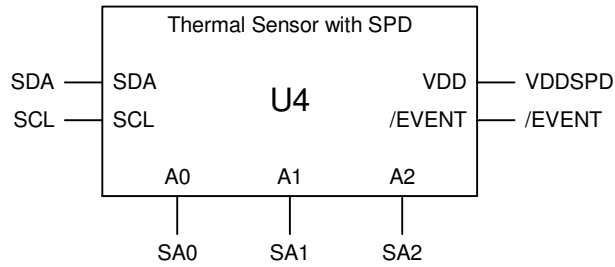 Thermal Sensor with SPD
SDA SDA VDD VDDSPD
U4
SCL SCL /EVENT /EVENT
A0 A1 A2
SA0 SA1 SA2